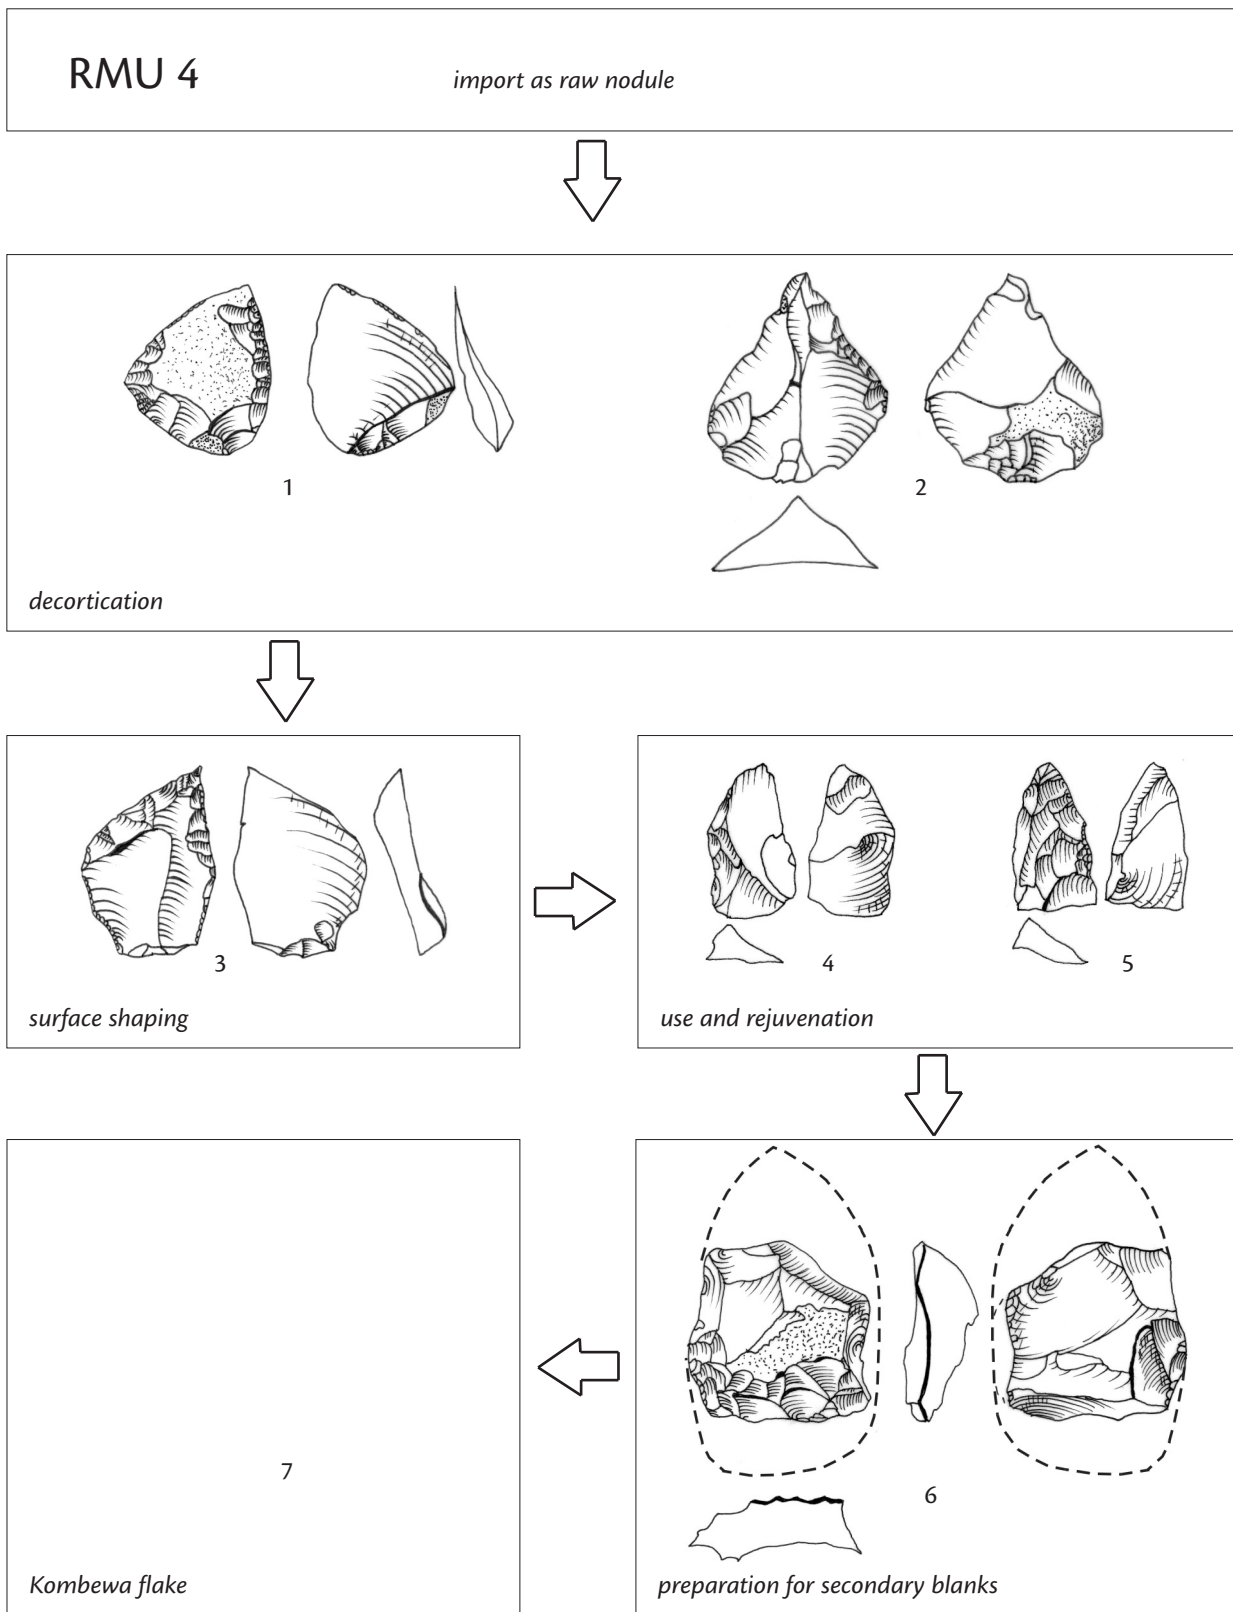 RMU 4
import as raw nodule
1
2
decortication
3
surface shaping
4
5
use and rejuvenation
7
Kombewa flake
6
preparation for secondary blanks